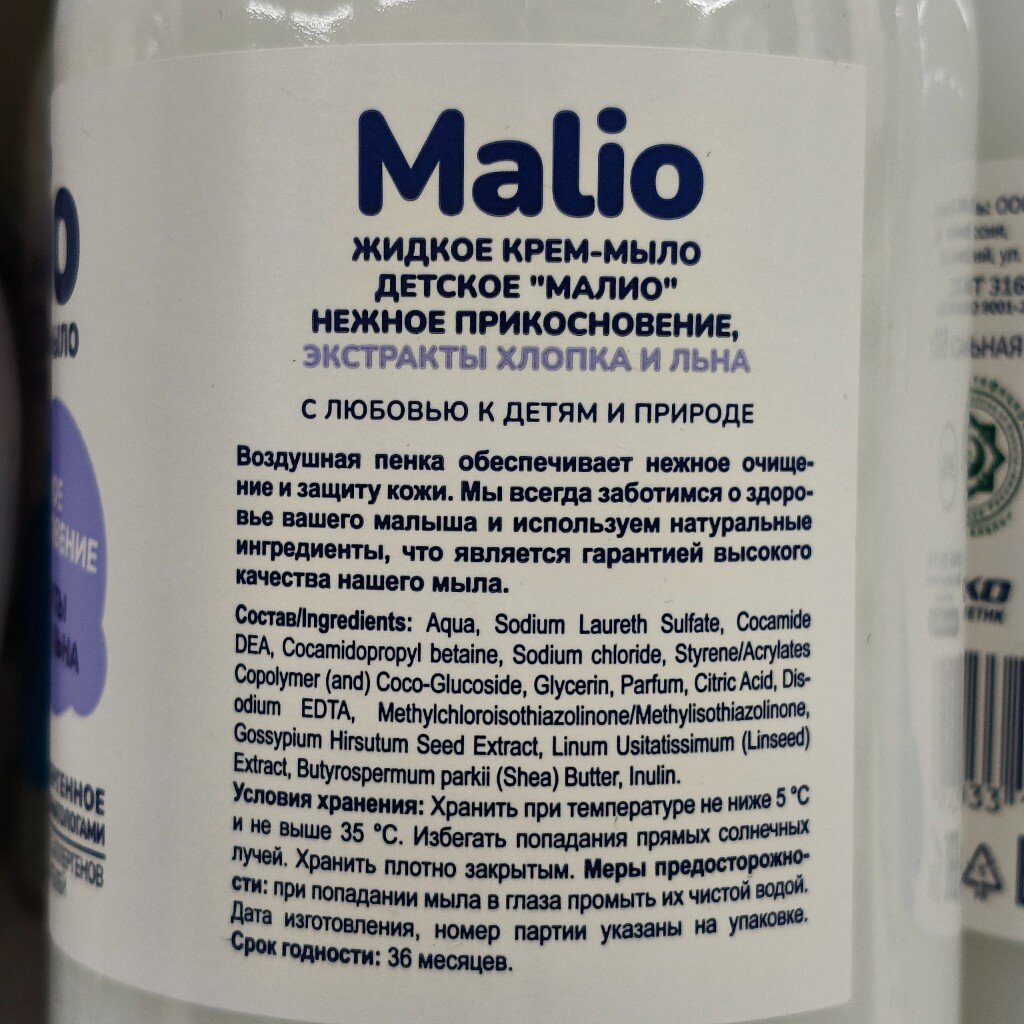 Malio
ЖИДКОЕ КРЕМ-МЫЛО
ДЕТСКОЕ "МАЛИО"
НЕЖНОЕ ПРИКОСНОВЕНИЕ,
ЭКСТРАКТЫ ХЛОПКА И ЛЬНА
С ЛЮБОВЬЮ К ДЕТЯМ И ПРИРОДЕ
Воздушная пенка обеспечивает нежное очище-
ние и защиту кожи. Мы всегда заботимся о здоро-
вье вашего малыша и используем натуральные
ингредиенты, что является гарантией высокого
качества нашего мыла.
Состав/Ingredients: Aqua, Sodium Laureth Sulfate, Cocamide
DEA, Cocamidopropyl betaine, Sodium chloride, Styrene/Acrylates
Copolymer (and) Coco-Glucoside, Glycerin, Parfum, Citric Acid, Dis-
odium EDTA, Methylchloroisothiazolinone/Methylisothiazolinone,
Gossypium Hirsutum Seed Extract, Linum Usitatissimum (Linseed)
Extract, Butyrospermum parkii (Shea) Butter, Inulin.
Условия хранения: Хранить при температуре не ниже 5 °C
и не выше 35 °C. Избегать попадания прямых солнечных
лучей. Хранить плотно закрытым. Меры предосторожно-
сти: при попадании мыла в глаза промыть их чистой водой.
Дата изготовления, номер партии указаны на упаковке.
Срок годности: 36 месяцев.